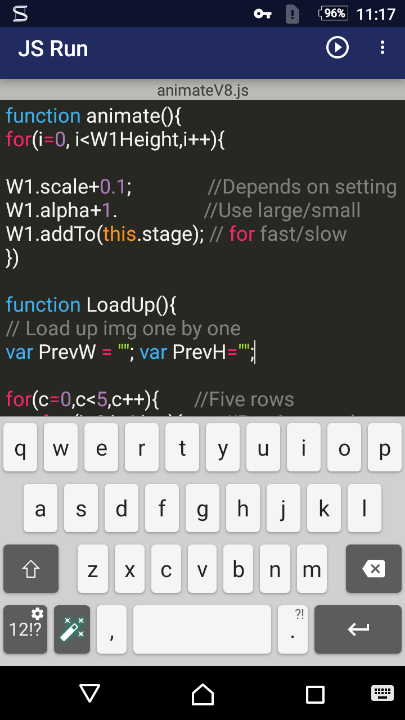 96% 11:17
JS Run
animateV8.js
function animate(){
for(i=0, i<W1Height,i++){
W1.scale+0.1; //Depends on setting
W1.alpha+1. //Use large/small
W1.addTo(this.stage); // for fast/slow
})
function LoadUp(){
// Load up img one by one
var PrevW = ""; var PrevH="";
for(c=0,c<5,c++){ //Five rows
q w e r t y u i o p
a s d f g h j k l
z x c v b n m
12!? , . ?!